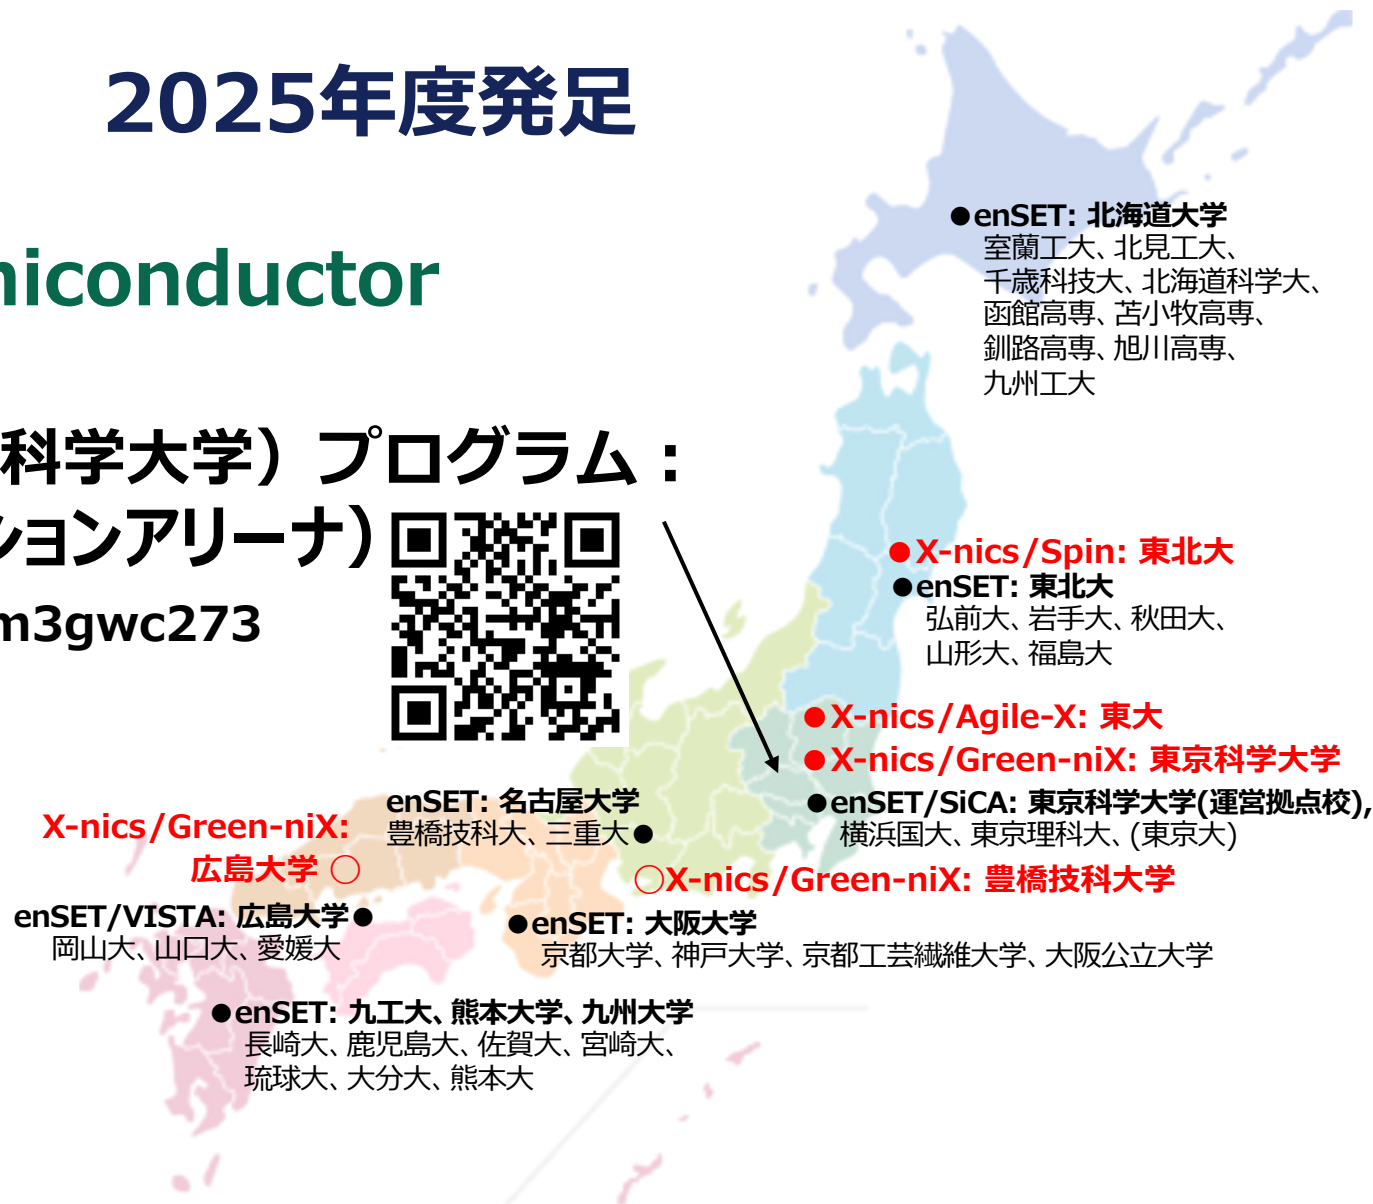 2025年度発足
niconductor
科学大学）プログラム：
ションアリーナ）
m3gwc273
●enSET: 北海道大学
室蘭工大、北見工大、
千歳科技大、北海道科学大、
函館高専、苫小牧高専、
釧路高専、旭川高専、
九州工大
●X-nics/Spin: 東北大
●enSET: 東北大
弘前大、岩手大、秋田大、
山形大、福島大
●X-nics/Agile-X: 東大
●X-nics/Green-niX: 東京科学大学
●enSET/SiCA: 東京科学大学(運営拠点校),
横浜国大、東京理科大、(東京大)
enSET: 名古屋大学
豊橋技科大、三重大●
X-nics/Green-niX:
広島大学 ○
○X-nics/Green-niX: 豊橋技科大学
enSET/VISTA: 広島大学●
岡山大、山口大、愛媛大
●enSET: 大阪大学
京都大学、神戸大学、京都工芸繊維大学、大阪公立大学
●enSET: 九工大、熊本大学、九州大学
長崎大、鹿児島大、佐賀大、宮崎大、
琉球大、大分大、熊本大